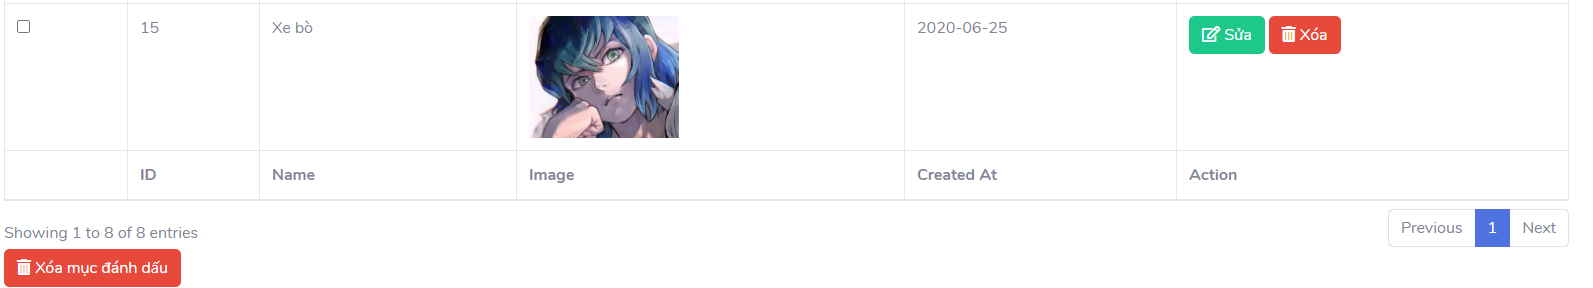 15 Xe bò 2020-06-25 Sửa Xóa
ID Name Image Created At Action
Showing 1 to 8 of 8 entries
Previous 1 Next
Xóa mục đánh dấu